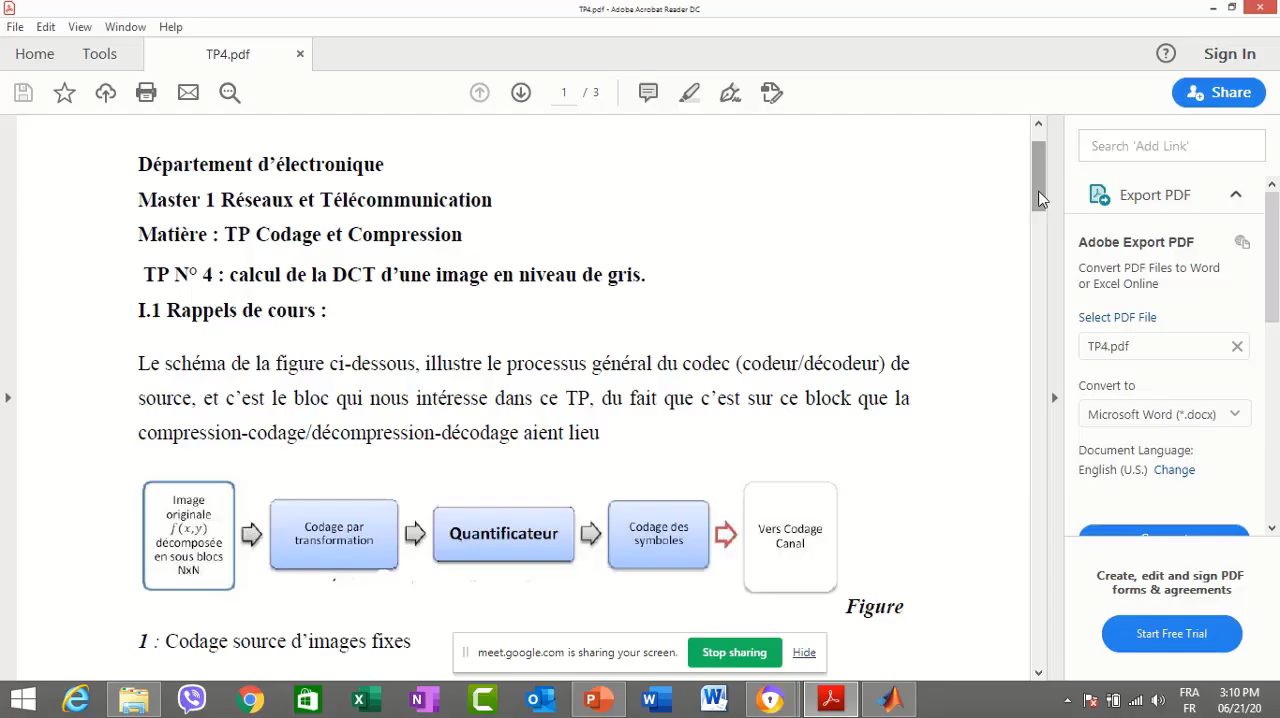 TP4.pdf - Adobe Acrobat Reader DC
File Edit View Window Help
Home Tools TP4.pdf × Sign In
1 / 3
Share
Département d'électronique
Master 1 Réseaux et Télécommunication
Matière : TP Codage et Compression
TP N° 4 : calcul de la DCT d'une image en niveau de gris.
I.1 Rappels de cours :
Le schéma de la figure ci-dessous, illustre le processus général du codec (codeur/décodeur) de
source, et c'est le bloc qui nous intéresse dans ce TP, du fait que c'est sur ce block que la
compression-codage/décompression-décodage aient lieu
Image
originale
f(x,y)
décomposée
en sous blocs
NxN
Codage par
transformation
Quantificateur
Codage des
symboles
Vers Codage
Canal
Figure
1 : Codage source d'images fixes
meet.google.com is sharing your screen. Stop sharing Hide
Search 'Add Link'
Export PDF
Adobe Export PDF
Convert PDF Files to Word
or Excel Online
Select PDF File
TP4.pdf
Convert to
Microsoft Word (*.docx)
Document Language:
English (U.S.) Change
Create, edit and sign PDF
forms & agreements
Start Free Trial
FRA
FR
3:10 PM
06/21/20